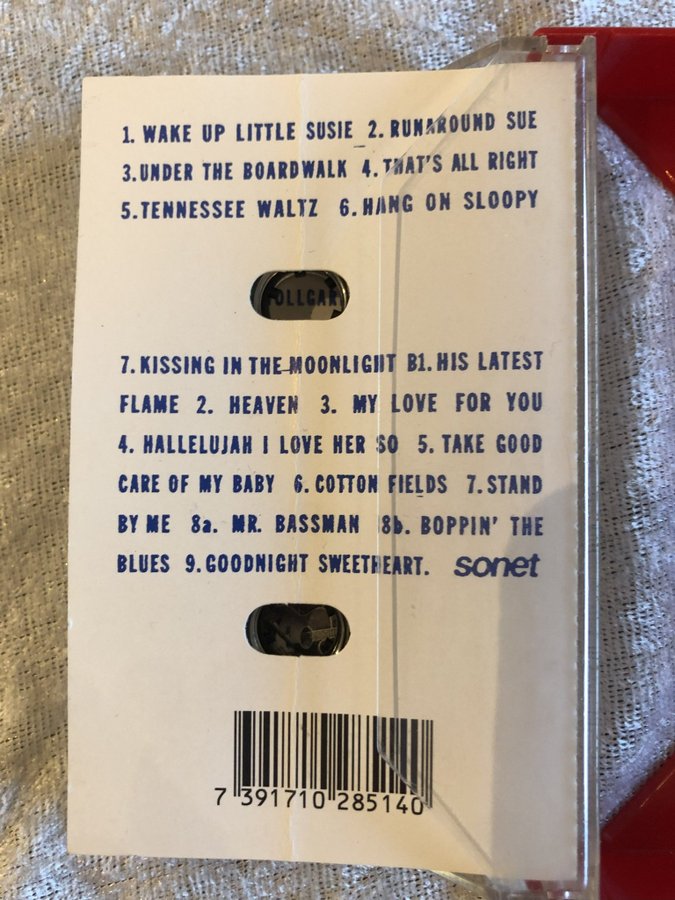 1. WAKE UP LITTLE SUSIE 2. RUNAROUND SUE
3. UNDER THE BOARDWALK 4. THAT'S ALL RIGHT
5. TENNESSEE WALTZ 6. HANG ON SLOOPY
OLLGAR
7. KISSING IN THE MOONLIGHT B1. HIS LATEST
FLAME 2. HEAVEN 3. MY LOVE FOR YOU
4. HALLELUJAH I LOVE HER SO 5. TAKE GOOD
CARE OF MY BABY 6. COTTON FIELDS 7. STAND
BY ME 8a. MR. BASSMAN 8b. BOPPIN' THE
BLUES 9. GOODNIGHT SWEETHEART. sonet
7 391710 285140